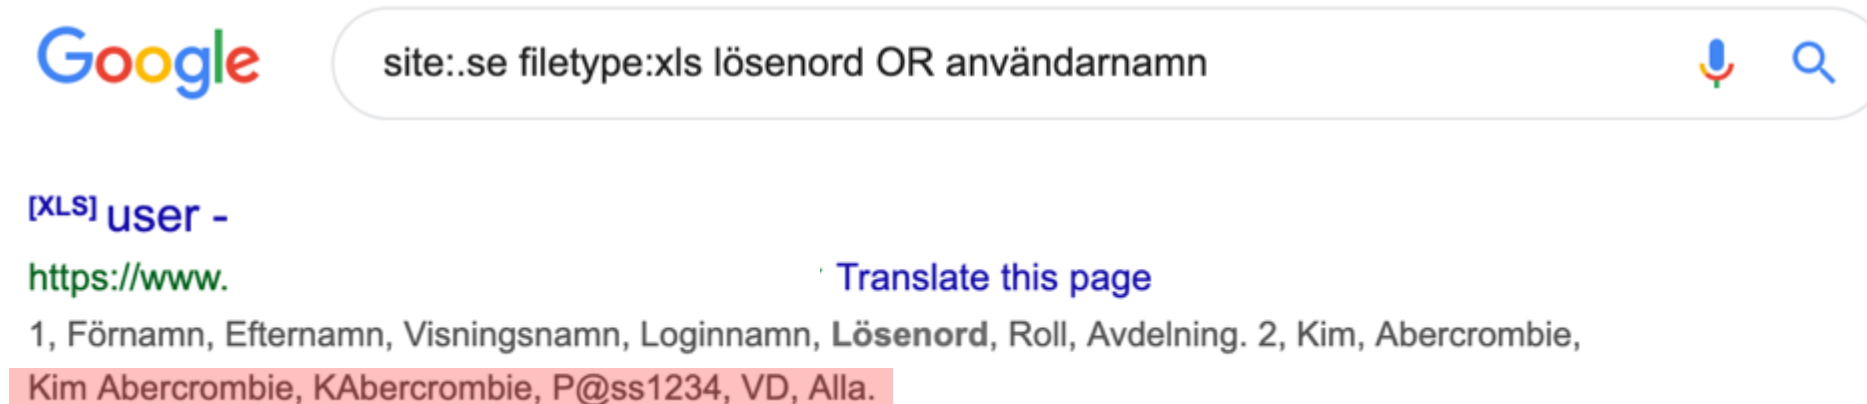 Google
site:.se filetype:xls lösenord OR användarnamn
[XLS] user -
https://www. Translate this page
1, Förnamn, Efternamn, Visningsnamn, Loginnamn, Lösenord, Roll, Avdelning. 2, Kim, Abercrombie,
Kim Abercrombie, KAbercrombie, P@ss1234, VD, Alla.